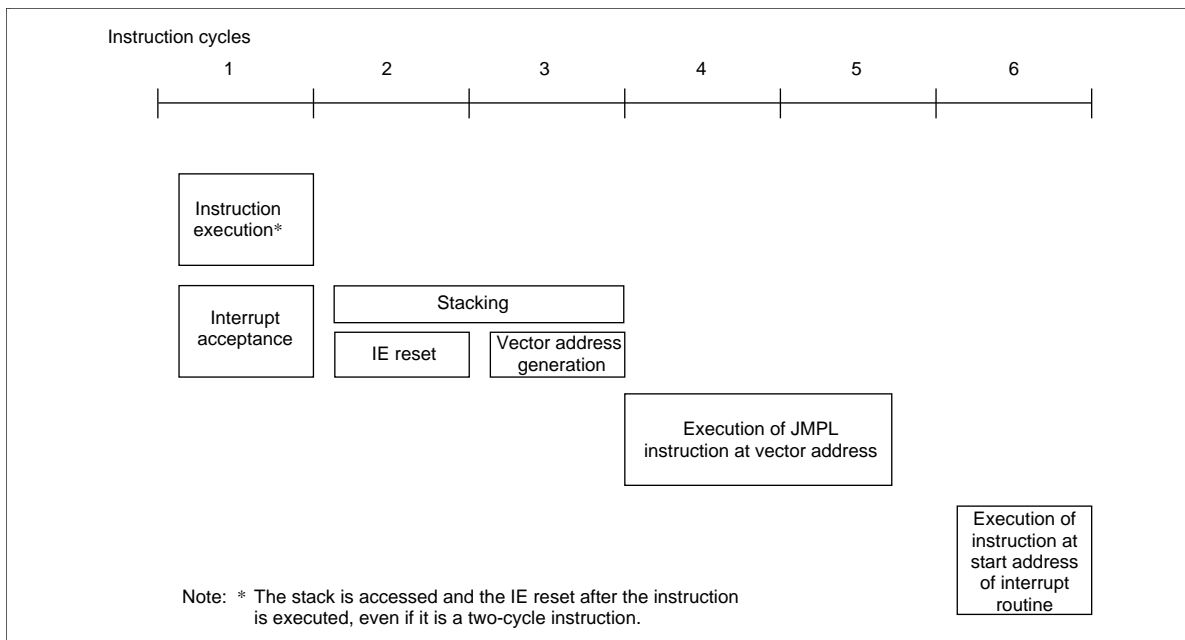 Instruction cycles
1 2 3 4 5 6
Instruction
execution*
Interrupt
acceptance
Stacking
IE reset
Vector address
generation
Execution of JMPL
instruction at vector address
Execution of
instruction at
start address
of interrupt
routine
Note: * The stack is accessed and the IE reset after the instruction
is executed, even if it is a two-cycle instruction.